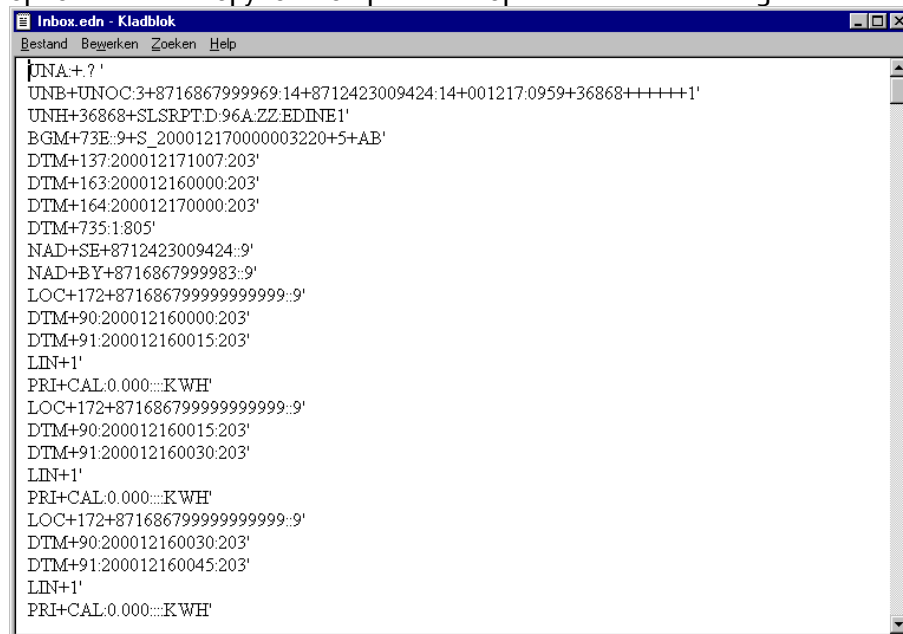 Inbox.edn - Kladblok
Bestand Bewerken Zoeken Help
UNA:+.? '
UNB+UNOC:3+8716867999969:14+8712423009424:14+001217:0959+36868++++++1'
UNH+36868+SLSRPT:D:96A:ZZ:EDINE1'
BGM+73E::9+S_200012170000003220+5+AB'
DTM+137:200012171007:203'
DTM+163:200012160000:203'
DTM+164:200012170000:203'
DTM+735:1:805'
NAD+SE+8712423009424::9'
NAD+BY+8716867999983::9'
LOC+172+871686799999999999::9'
DTM+90:200012160000:203'
DTM+91:200012160015:203'
LIN+1'
PRI+CAL:0.000::::KWH'
LOC+172+871686799999999999::9'
DTM+90:200012160015:203'
DTM+91:200012160030:203'
LIN+1'
PRI+CAL:0.000::::KWH'
LOC+172+871686799999999999::9'
DTM+90:200012160030:203'
DTM+91:200012160045:203'
LIN+1'
PRI+CAL:0.000::::KWH'